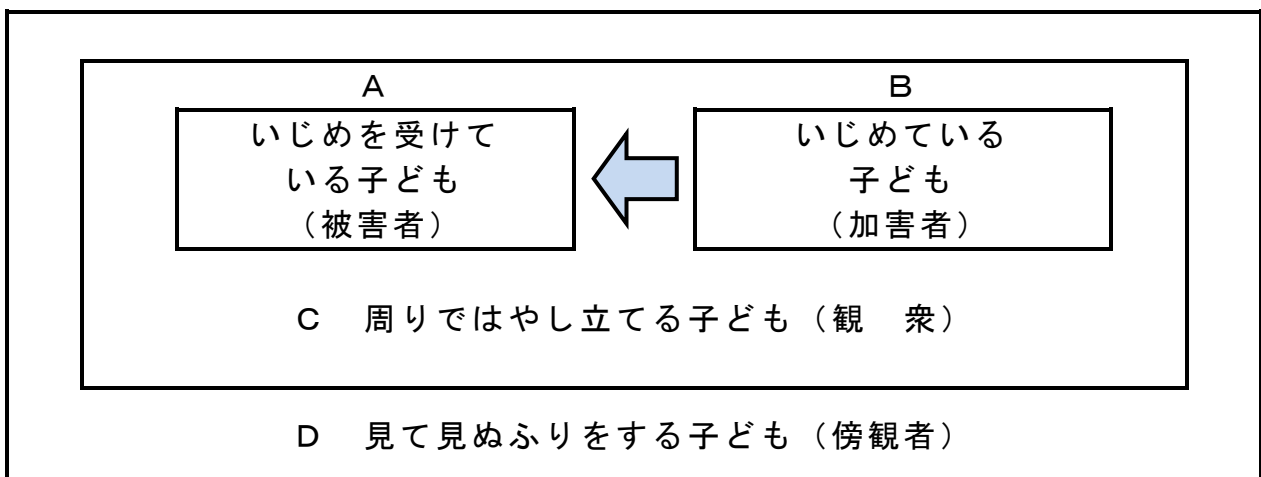 A
いじめを受けて
いる子ども
（被害者）
B
いじめている
子ども
（加害者）
C　周りではやし立てる子ども（観　衆）
D　見て見ぬふりをする子ども（傍観者）